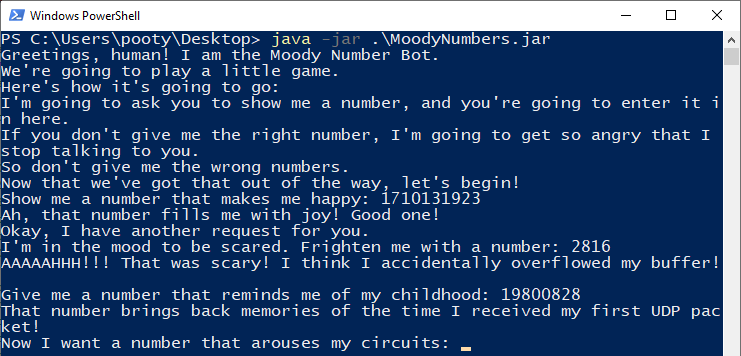 Windows PowerShell
PS C:\Users\pooty\Desktop> java -jar .\MoodyNumbers.jar
Greetings, human! I am the Moody Number Bot.
We're going to play a little game.
Here's how it's going to go:
I'm going to ask you to show me a number, and you're going to enter it i
n here.
If you don't give me the right number, I'm going to get so angry that I
stop talking to you.
So don't give me the wrong numbers.
Now that we've got that out of the way, let's begin!
Show me a number that makes me happy: 1710131923
Ah, that number fills me with joy! Good one!
Okay, I have another request for you.
I'm in the mood to be scared. Frighten me with a number: 2816
AAAAAHHH!!! That was scary! I think I accidentally overflowed my buffer!
Give me a number that reminds me of my childhood: 19800828
That number brings back memories of the time I received my first UDP pac
ket!
Now I want a number that arouses my circuits: